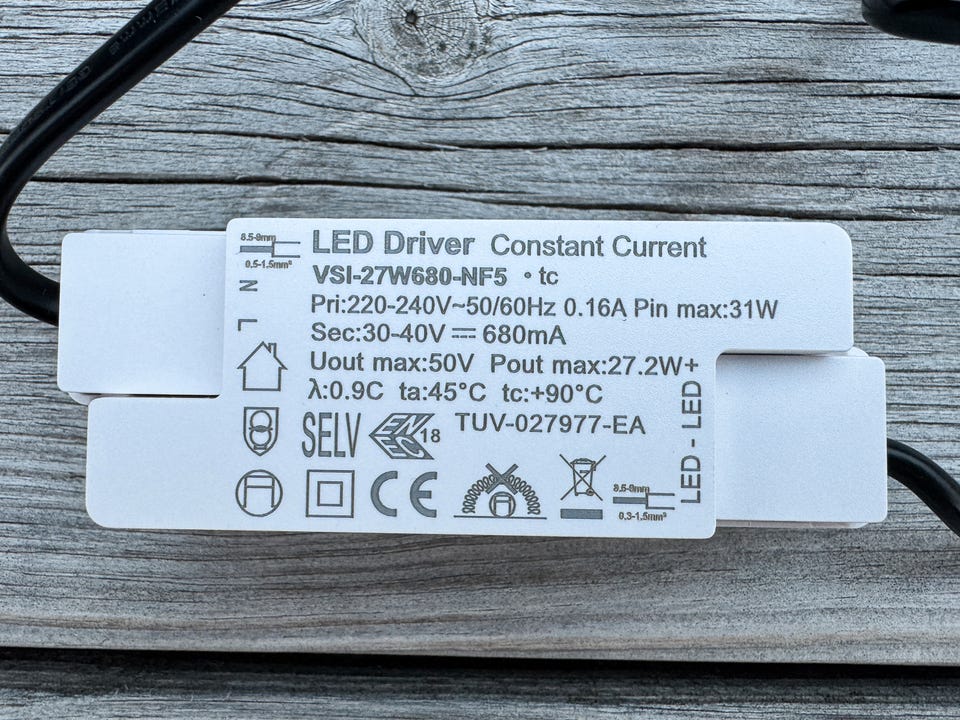 8.5-9mm
0.5-1.5mm²
N
L
LED Driver Constant Current
VSI-27W680-NF5 • tc
Pri:220-240V~50/60Hz 0.16A Pin max:31W
Sec:30-40V⎓680mA
Uout max:50V Pout max:27.2W+
λ:0.9C ta:45°C tc:+90°C
SELV
ENEC 18
TUV-027977-EA
CE
8.5-9mm
0.3-1.5mm²
LED - LED